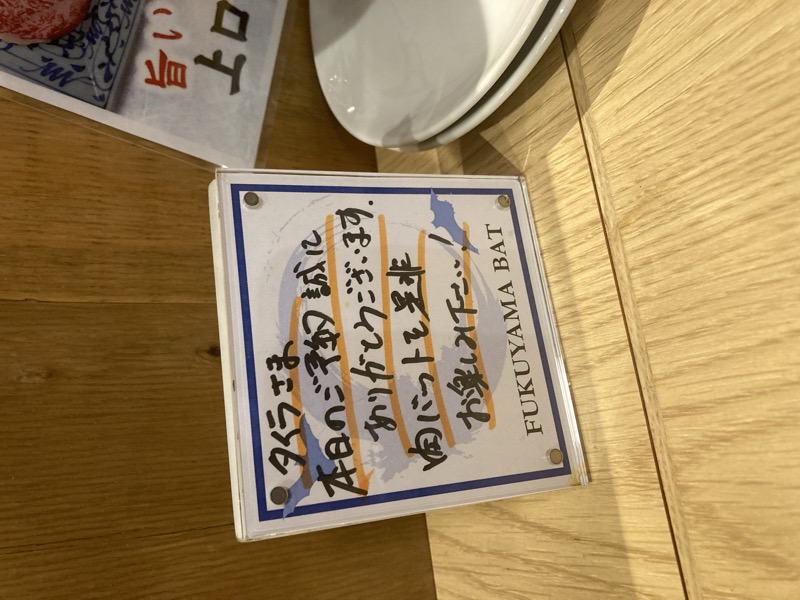 タイラさま
本日のご予約 誠に
ありがとうございます.
肉バットを是非
お楽しみ下さい!
FUKUYAMA BAT
旨い
上ロ